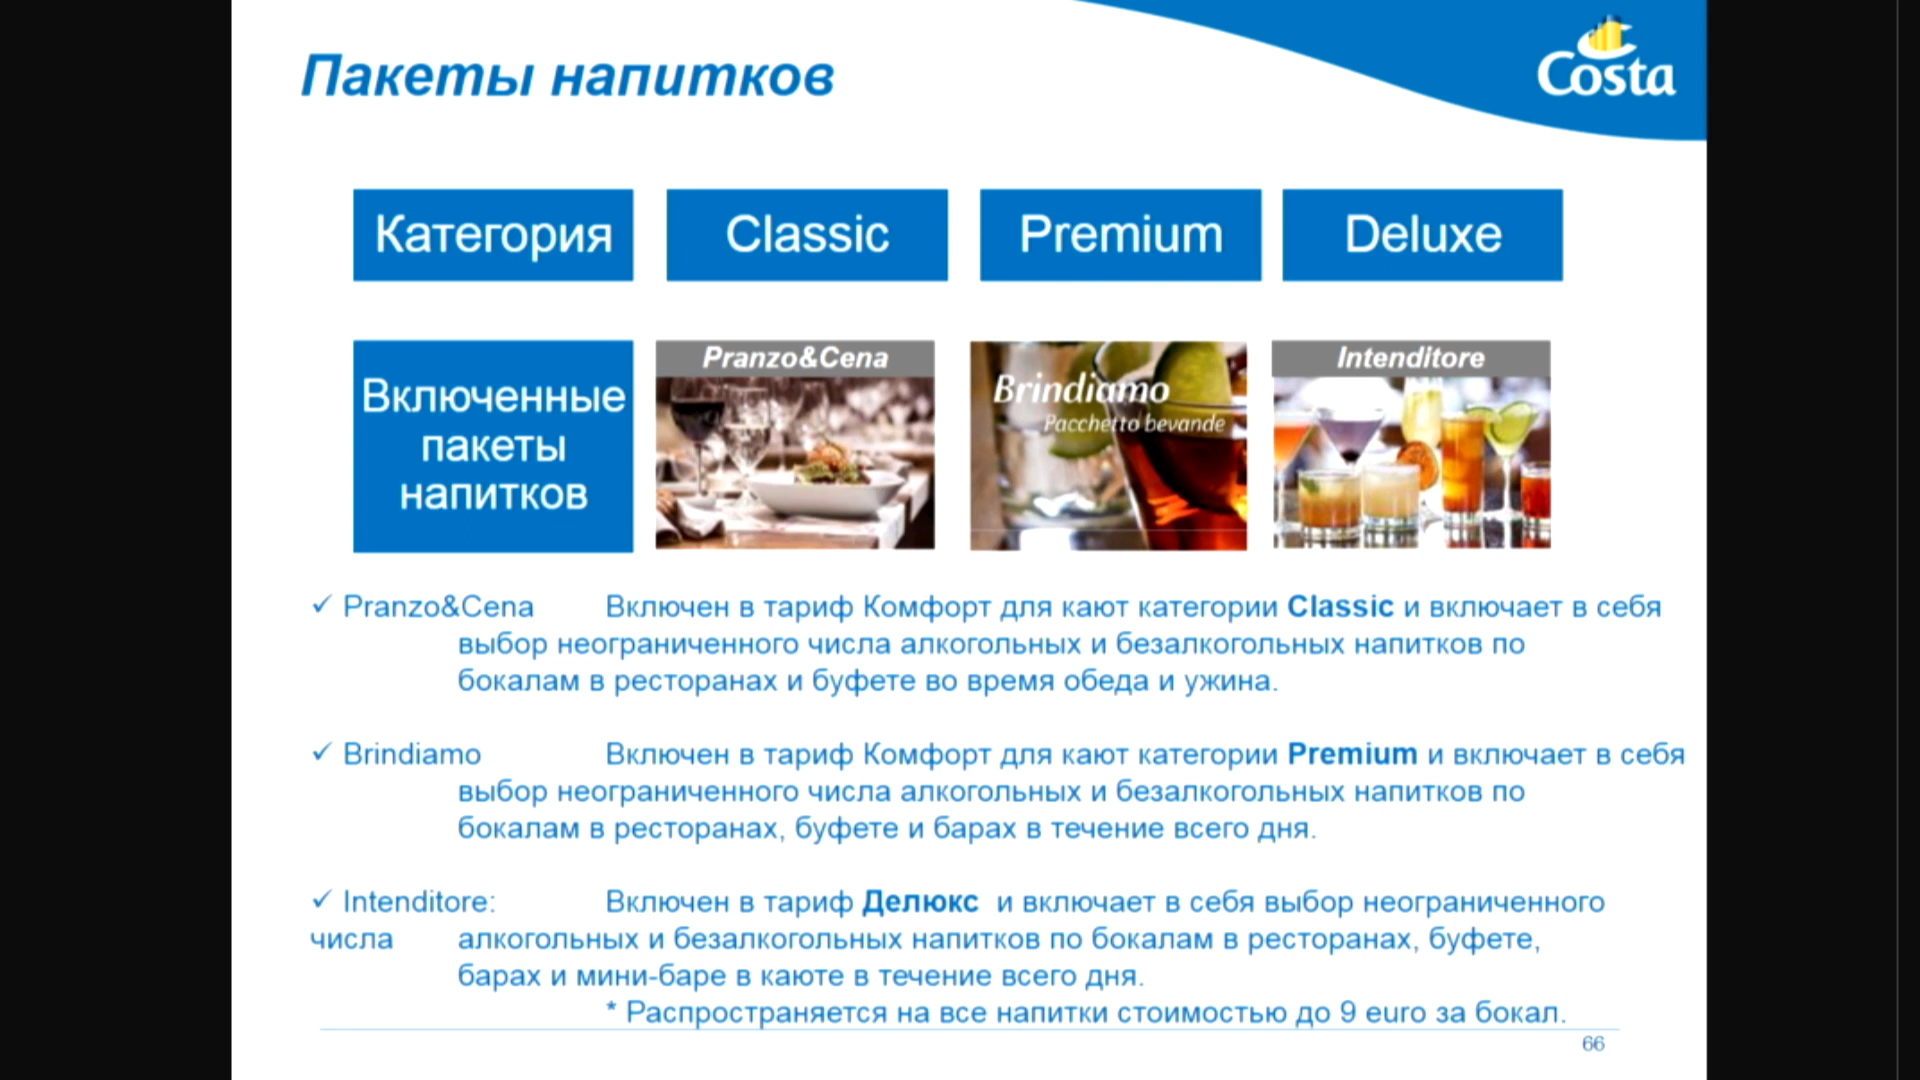 Пакеты напитков
Costa
Категория
Classic
Premium
Deluxe
Включенные
пакеты
напитков
Pranzo&Cena
Brindiamo
Pacchetto bevande
Intenditore
✓ Pranzo&Cena Включен в тариф Комфорт для кают категории Classic и включает в себя
выбор неограниченного числа алкогольных и безалкогольных напитков по
бокалам в ресторанах и буфете во время обеда и ужина.
✓ Brindiamo Включен в тариф Комфорт для кают категории Premium и включает в себя
выбор неограниченного числа алкогольных и безалкогольных напитков по
бокалам в ресторанах, буфете и барах в течение всего дня.
✓ Intenditore: Включен в тариф Делюкс и включает в себя выбор неограниченного
числа алкогольных и безалкогольных напитков по бокалам в ресторанах, буфете,
барах и мини-баре в каюте в течение всего дня.
* Распространяется на все напитки стоимостью до 9 euro за бокал.
66